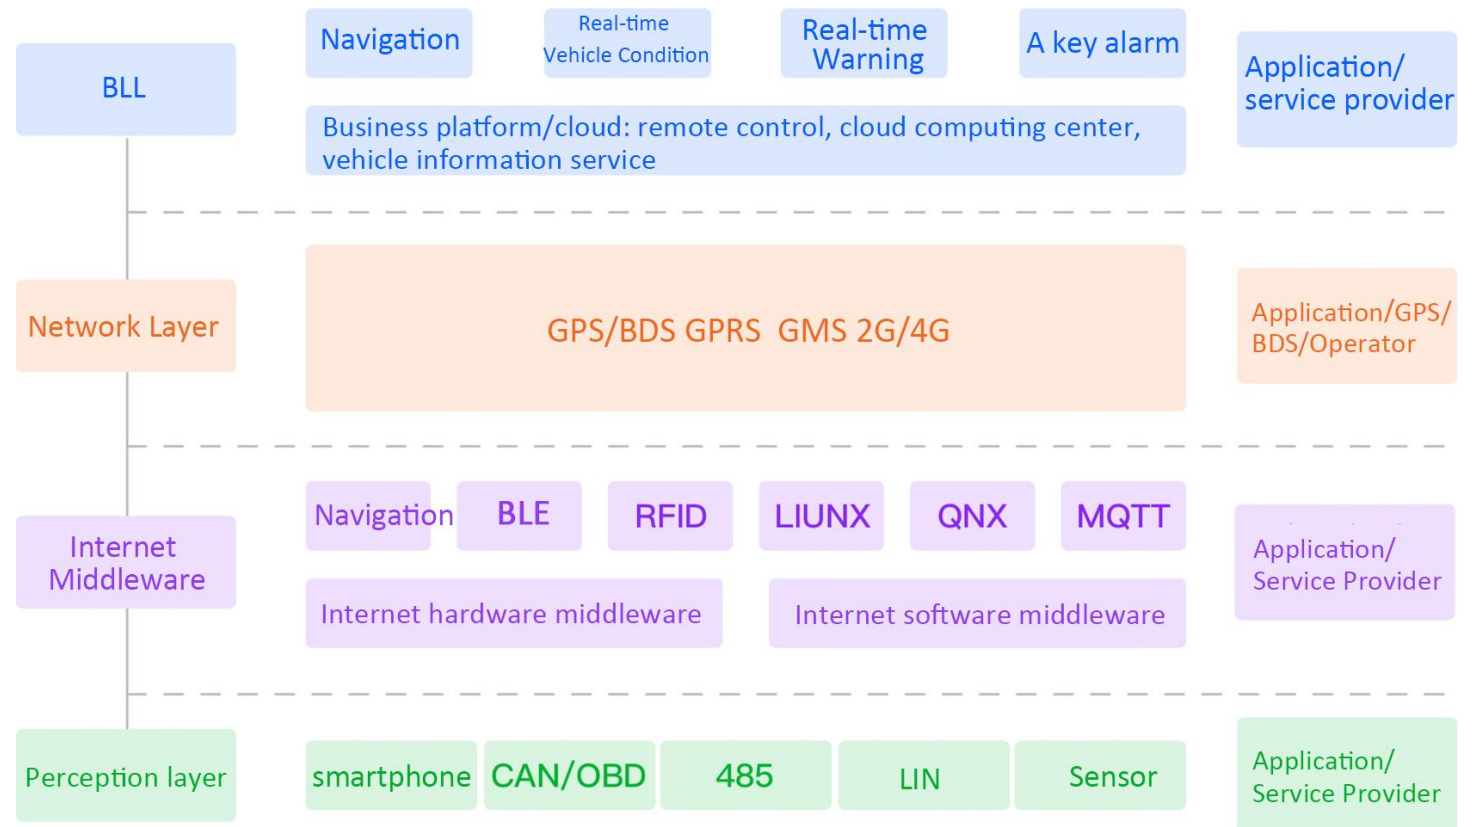 BLL
Navigation
Real-time
Vehicle Condition
Real-time
Warning
A key alarm
Business platform/cloud: remote control, cloud computing center,
vehicle information service
Application/
service provider
Network Layer
GPS/BDS GPRS GMS 2G/4G
Application/GPS/
BDS/Operator
Internet
Middleware
Navigation
BLE
RFID
LIUNX
QNX
MQTT
Internet hardware middleware
Internet software middleware
Application/
Service Provider
Perception layer
smartphone
CAN/OBD
485
LIN
Sensor
Application/
Service Provider